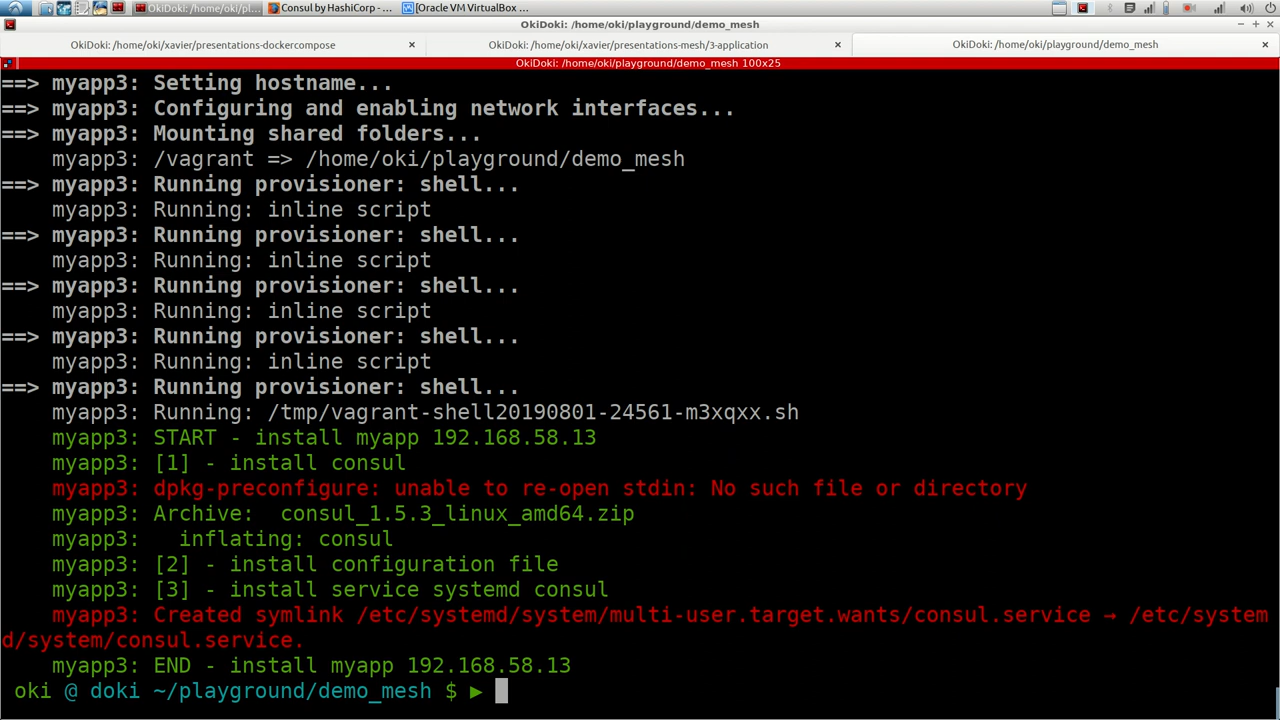 OkiDoki: /home/oki/pl...
Consul by HashiCorp - ...
[Oracle VM VirtualBox ...
OkiDoki: /home/oki/playground/demo_mesh
OkiDoki: /home/oki/xavier/presentations-dockercompose
OkiDoki: /home/oki/xavier/presentations-mesh/3-application
OkiDoki: /home/oki/playground/demo_mesh
OkiDoki: /home/oki/playground/demo_mesh 100x25
==> myapp3: Setting hostname...
==> myapp3: Configuring and enabling network interfaces...
==> myapp3: Mounting shared folders...
myapp3: /vagrant => /home/oki/playground/demo_mesh
==> myapp3: Running provisioner: shell...
myapp3: Running: inline script
==> myapp3: Running provisioner: shell...
myapp3: Running: inline script
==> myapp3: Running provisioner: shell...
myapp3: Running: inline script
==> myapp3: Running provisioner: shell...
myapp3: Running: inline script
==> myapp3: Running provisioner: shell...
myapp3: Running: /tmp/vagrant-shell20190801-24561-m3xqxx.sh
myapp3: START - install myapp 192.168.58.13
myapp3: [1] - install consul
myapp3: dpkg-preconfigure: unable to re-open stdin: No such file or directory
myapp3: Archive:  consul_1.5.3_linux_amd64.zip
myapp3:   inflating: consul
myapp3: [2] - install configuration file
myapp3: [3] - install service systemd consul
myapp3: Created symlink /etc/systemd/system/multi-user.target.wants/consul.service → /etc/system
d/system/consul.service.
myapp3: END - install myapp 192.168.58.13
oki @ doki ~/playground/demo_mesh $ ►